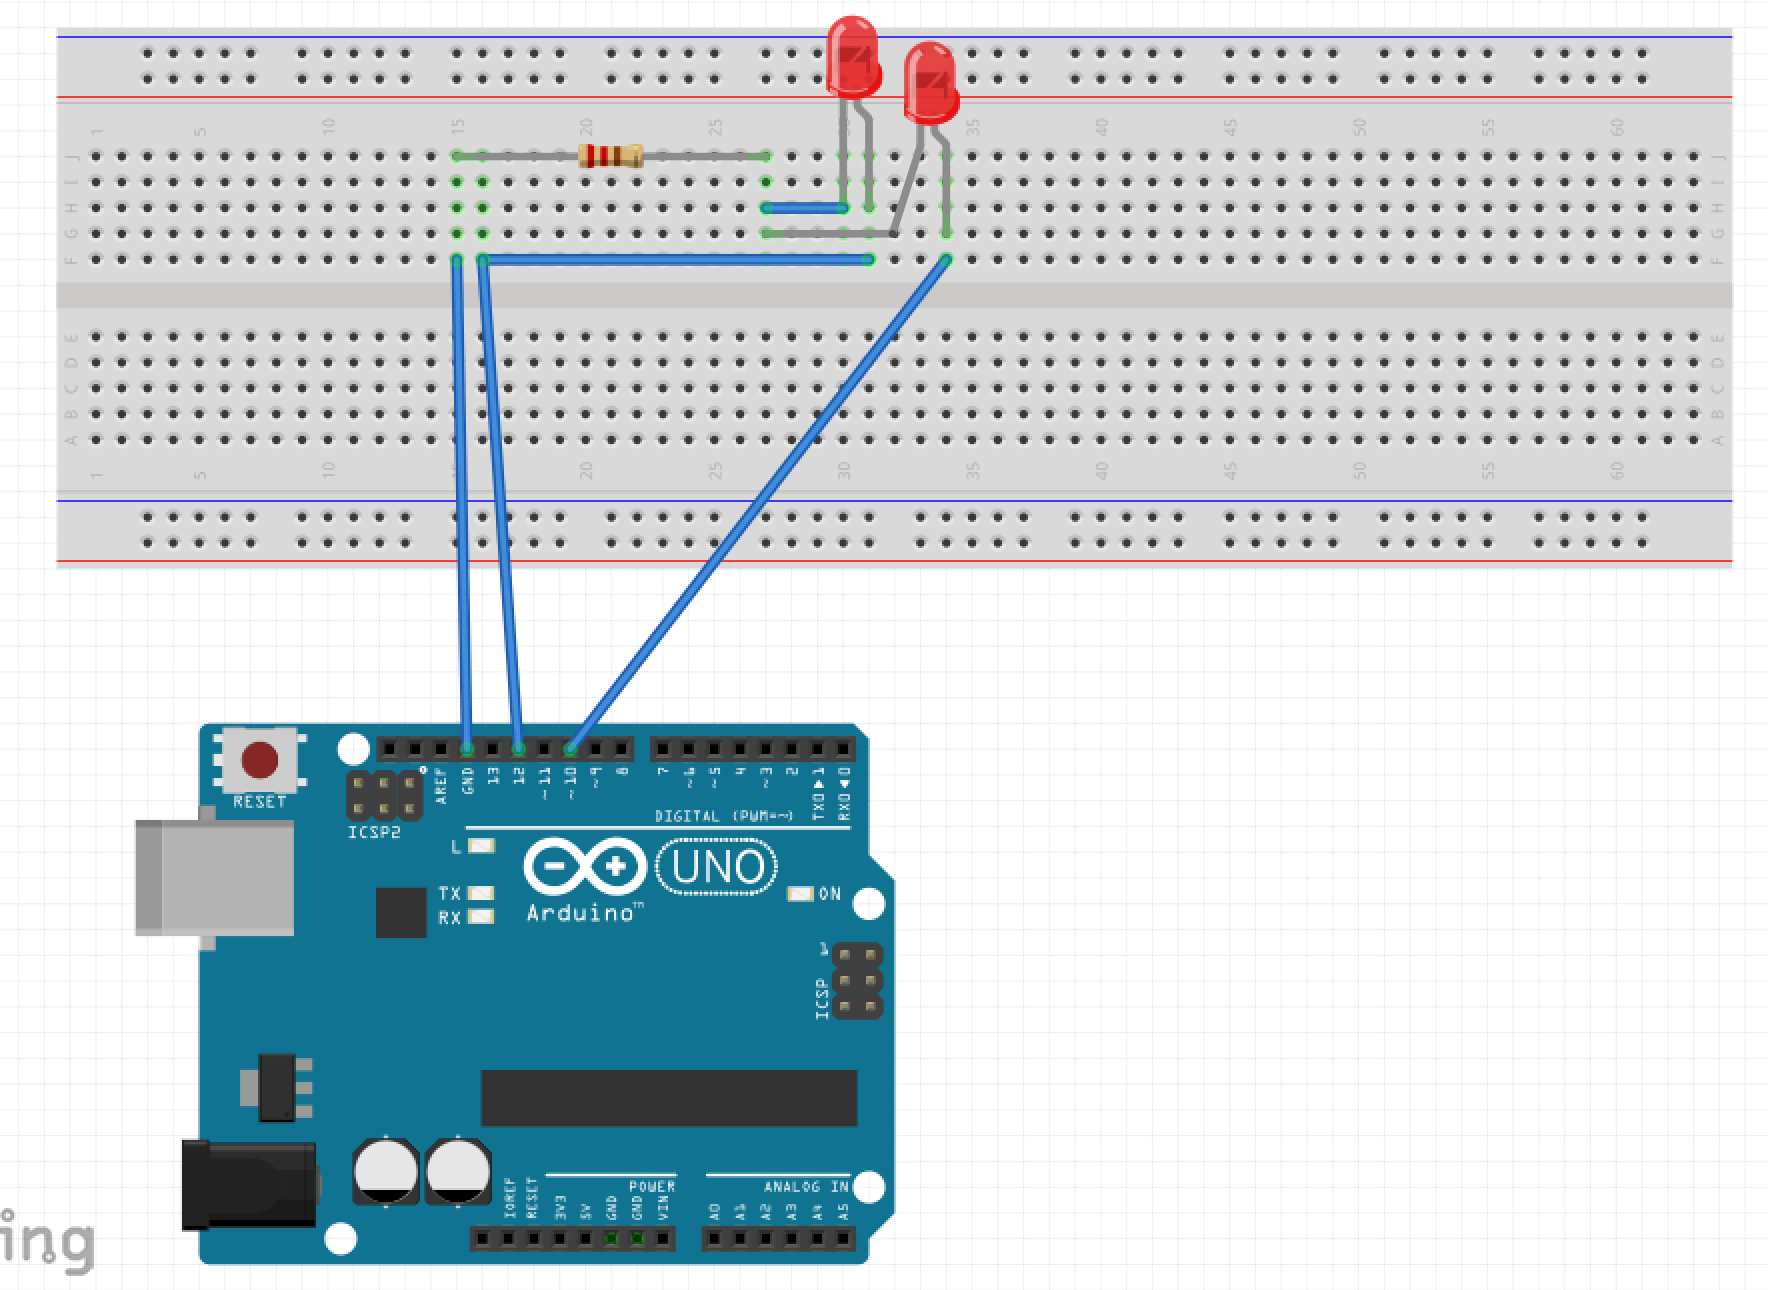 1 5 10 15 20 25 35 40 45 50 55 60
J J
I I
H H
G G
F F
E E
D D
C C
B B
A A
1 5 10 20 25 30 35 40 45 50 55 60
RESET
ICSP2
AREF GND 13 12 ~11 ~10 ~9 8 7 ~6 ~5 4 ~3 2 TX0▶1 RX0◀0
DIGITAL (PWM=~)
L
TX
RX
UNO
Arduino™
ON
1
ICSP
POWER
ANALOG IN
IOREF RESET 3V3 5V GND GND VIN A0 A1 A2 A3 A4 A5
ing